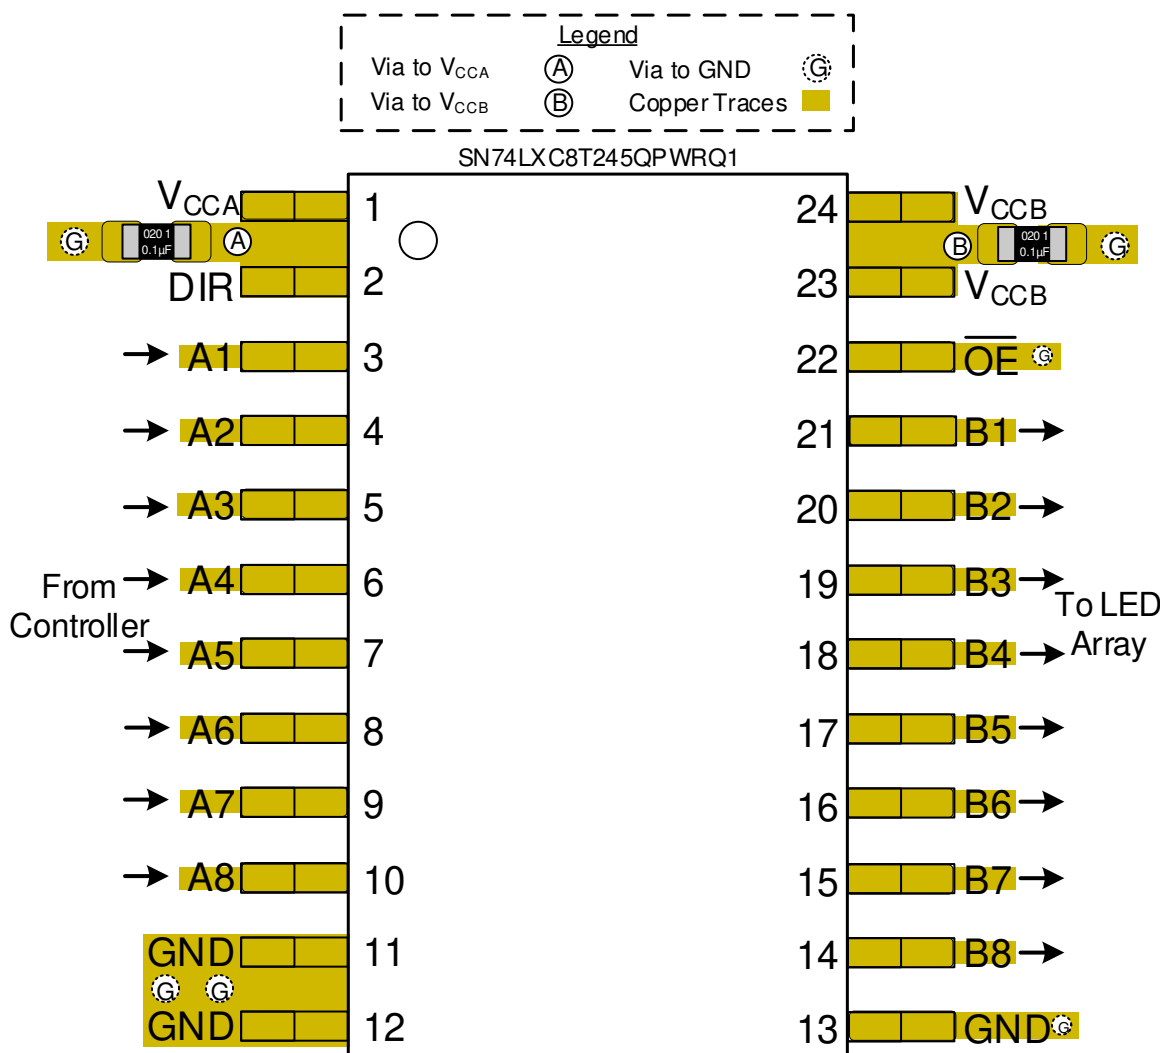 Legend
Via to VCCA A Via to GND G
Via to VCCB B Copper Traces
SN74LXC8T245QPWRQ1
VCCA 1 24 VCCB
G 0201 0.1µF A B 0201 0.1µF G
DIR 2 23 VCCB
A1 3 22 OE G
A2 4 21 B1
A3 5 20 B2
A4 6 19 B3
From Controller
To LED Array
A5 7 18 B4
A6 8 17 B5
A7 9 16 B6
A8 10 15 B7
GND 11 14 B8
G G
GND 12 13 GND G